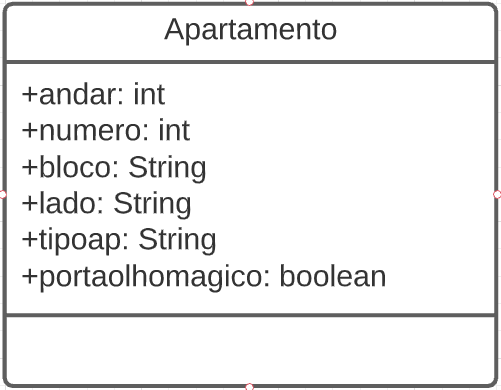 Apartamento
+andar: int
+numero: int
+bloco: String
+lado: String
+tipoap: String
+portaolhomagico: boolean